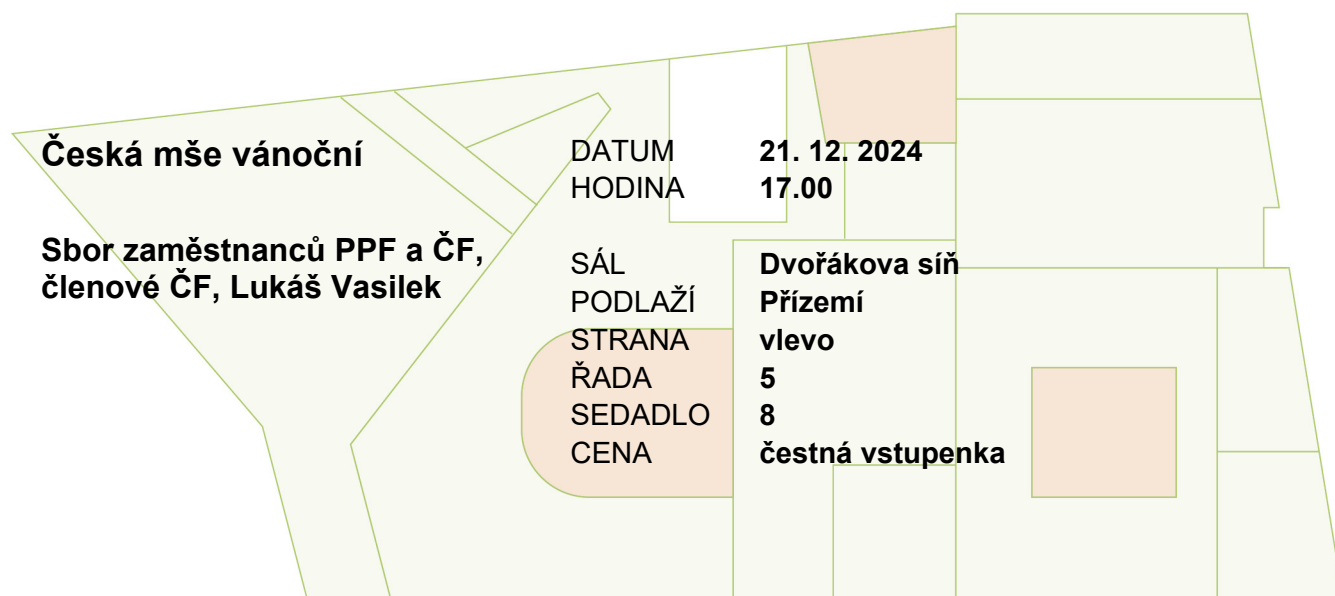 Česká mše vánoční
Sbor zaměstnanců PPF a ČF,
členové ČF, Lukáš Vasilek
DATUM 21. 12. 2024
HODINA 17.00
SÁL Dvořákova síň
PODLAŽÍ Přízemí
STRANA vlevo
ŘADA 5
SEDADLO 8
CENA čestná vstupenka